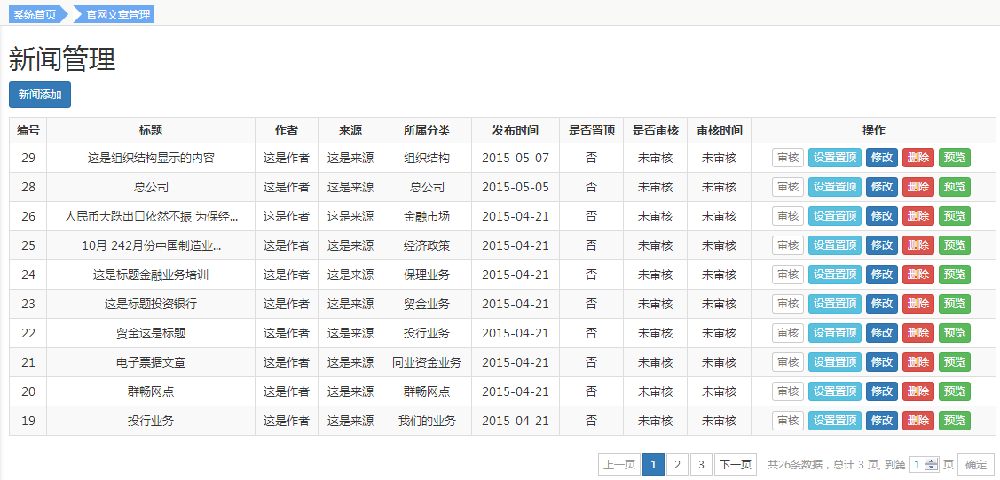 系统首页 官网文章管理
新闻管理
新闻添加
编号 标题 作者 来源 所属分类 发布时间 是否置顶 是否审核 审核时间 操作
29 这是组织结构显示的内容 这是作者 这是来源 组织结构 2015-05-07 否 未审核 未审核 审核 设置置顶 修改 删除 预览
28 总公司 这是作者 这是来源 总公司 2015-05-05 否 未审核 未审核 审核 设置置顶 修改 删除 预览
26 人民币大跌出口依然不振 为保经... 这是作者 这是来源 金融市场 2015-04-21 否 未审核 未审核 审核 设置置顶 修改 删除 预览
25 10月 242月份中国制造业... 这是作者 这是来源 经济政策 2015-04-21 否 未审核 未审核 审核 设置置顶 修改 删除 预览
24 这是标题金融业务培训 这是作者 这是来源 保理业务 2015-04-21 否 未审核 未审核 审核 设置置顶 修改 删除 预览
23 这是标题投资银行 这是作者 这是来源 贸金业务 2015-04-21 否 未审核 未审核 审核 设置置顶 修改 删除 预览
22 贸金这是标题 这是作者 这是来源 投行业务 2015-04-21 否 未审核 未审核 审核 设置置顶 修改 删除 预览
21 电子票据文章 这是作者 这是来源 同业资金业务 2015-04-21 否 未审核 未审核 审核 设置置顶 修改 删除 预览
20 群畅网点 这是作者 这是来源 群畅网点 2015-04-21 否 未审核 未审核 审核 设置置顶 修改 删除 预览
19 投行业务 这是作者 这是来源 我们的业务 2015-04-21 否 未审核 未审核 审核 设置置顶 修改 删除 预览
上一页 1 2 3 下一页 共26条数据，总计 3 页, 到第 1 页 确定